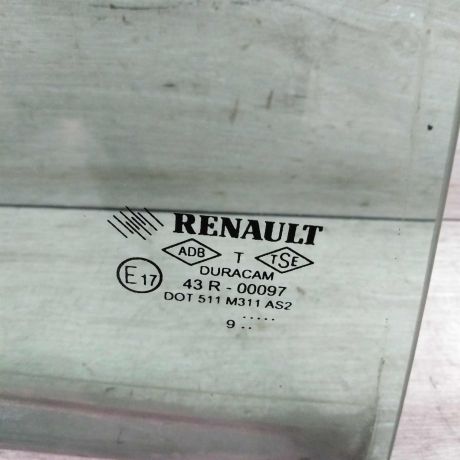 RENAULT
ADB T TSE
DURACAM
E17 43 R - 00097
DOT 511 M311 AS2
.....
9 ..